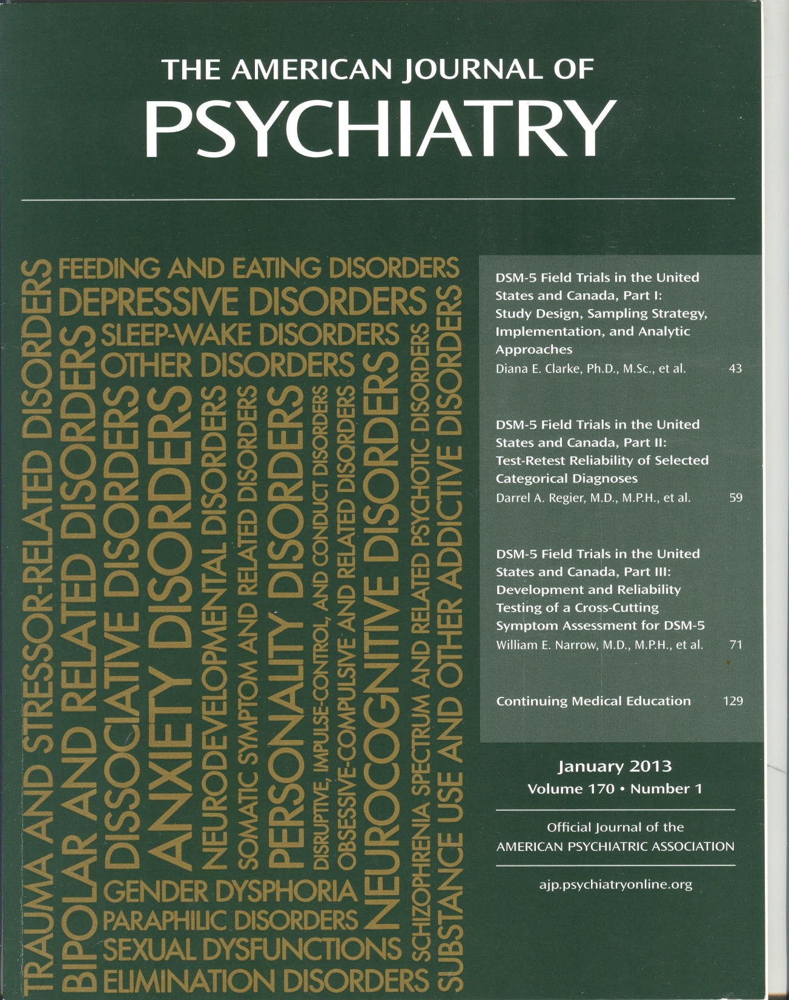 THE AMERICAN JOURNAL OF
PSYCHIATRY
TRAUMA AND STRESSOR-RELATED DISORDERS
FEEDING AND EATING DISORDERS
DEPRESSIVE DISORDERS
BIPOLAR AND RELATED DISORDERS
SLEEP-WAKE DISORDERS
OTHER DISORDERS
DISSOCIATIVE DISORDERS
ANXIETY DISORDERS
NEURODEVELOPMENTAL DISORDERS
SOMATIC SYMPTOM AND RELATED DISORDERS
PERSONALITY DISORDERS
DISRUPTIVE, IMPULSE-CONTROL, AND CONDUCT DISORDERS
OBSESSIVE-COMPULSIVE AND RELATED DISORDERS
NEUROCOGNITIVE DISORDERS
SCHIZOPHRENIA SPECTRUM AND RELATED PSYCHOTIC DISORDERS
SUBSTANCE USE AND OTHER ADDICTIVE DISORDERS
GENDER DYSPHORIA
PARAPHILIC DISORDERS
SEXUAL DYSFUNCTIONS
ELIMINATION DISORDERS
DSM-5 Field Trials in the United
States and Canada, Part I:
Study Design, Sampling Strategy,
Implementation, and Analytic
Approaches
Diana E. Clarke, Ph.D., M.Sc., et al. 43
DSM-5 Field Trials in the United
States and Canada, Part II:
Test-Retest Reliability of Selected
Categorical Diagnoses
Darrel A. Regier, M.D., M.P.H., et al. 59
DSM-5 Field Trials in the United
States and Canada, Part III:
Development and Reliability
Testing of a Cross-Cutting
Symptom Assessment for DSM-5
William E. Narrow, M.D., M.P.H., et al. 71
Continuing Medical Education 129
January 2013
Volume 170 • Number 1
Official Journal of the
AMERICAN PSYCHIATRIC ASSOCIATION
ajp.psychiatryonline.org